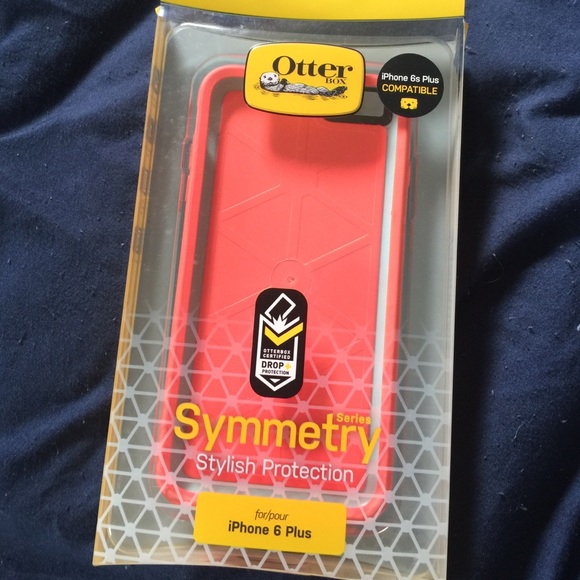 Otter
BOX
iPhone 6s Plus
COMPATIBLE
OTTERBOX
CERTIFIED
DROP+
PROTECTION
Symmetry
Series
Stylish Protection
for/pour
iPhone 6 Plus